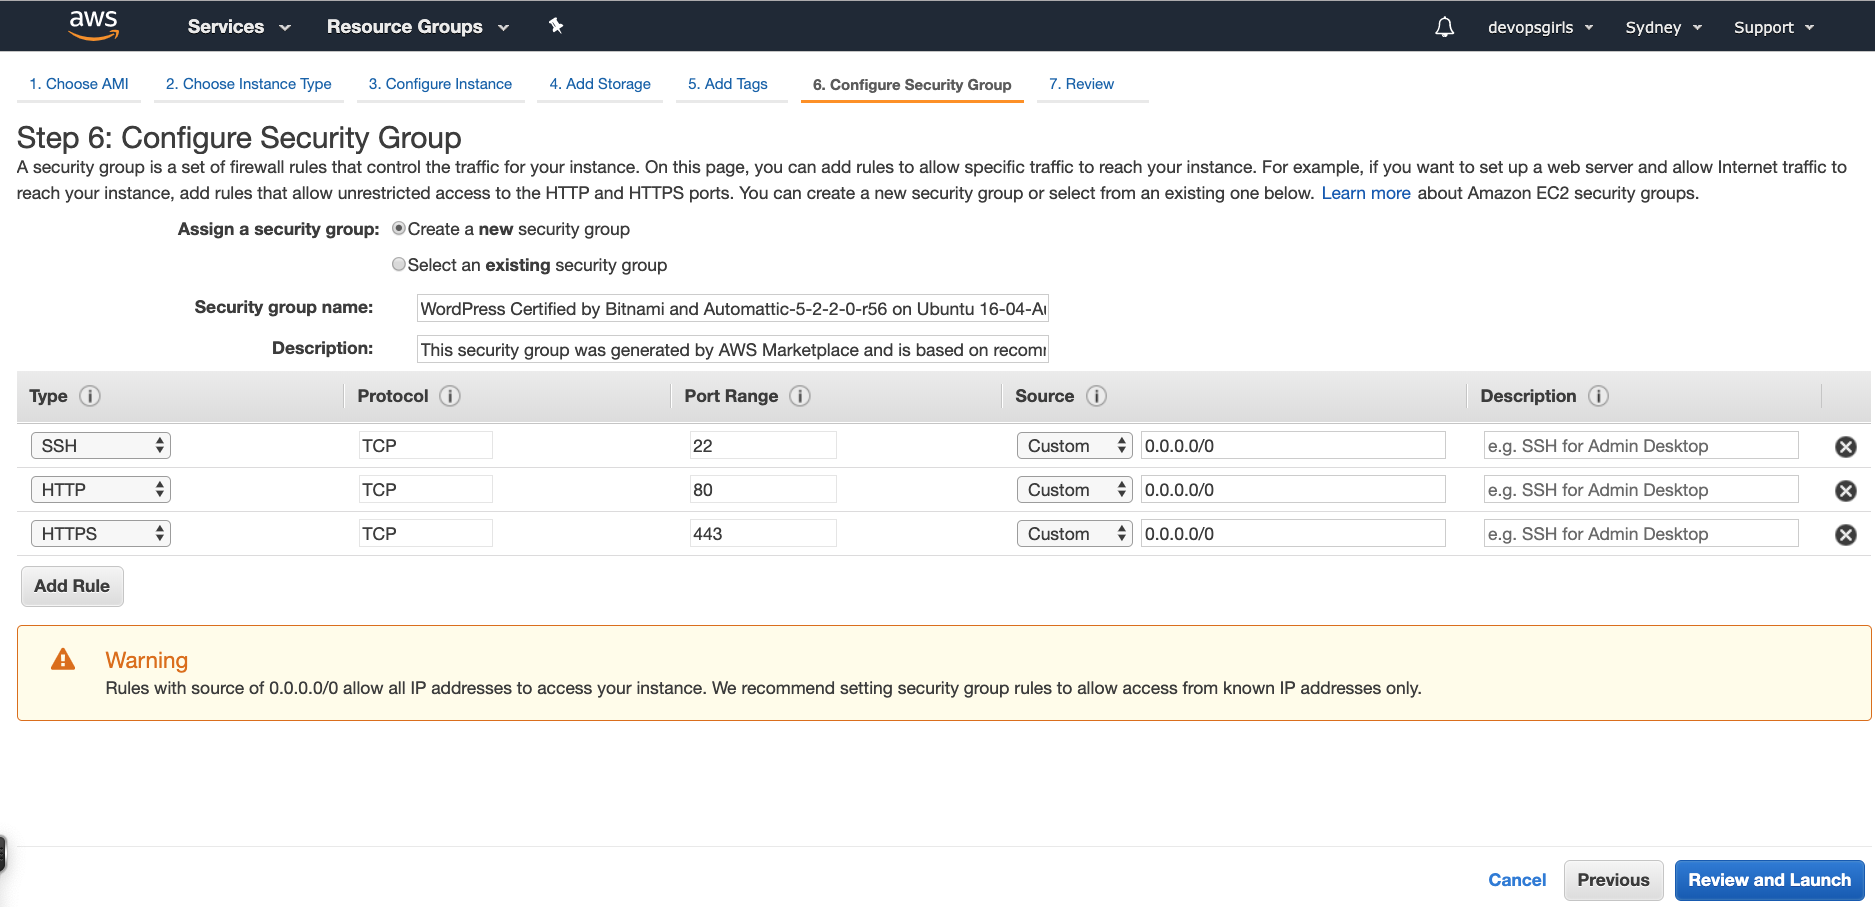 aws Services Resource Groups devopsgirls Sydney Support
1. Choose AMI 2. Choose Instance Type 3. Configure Instance 4. Add Storage 5. Add Tags 6. Configure Security Group 7. Review
Step 6: Configure Security Group
A security group is a set of firewall rules that control the traffic for your instance. On this page, you can add rules to allow specific traffic to reach your instance. For example, if you want to set up a web server and allow Internet traffic to
reach your instance, add rules that allow unrestricted access to the HTTP and HTTPS ports. You can create a new security group or select from an existing one below. Learn more about Amazon EC2 security groups.
Assign a security group: Create a new security group
Select an existing security group
Security group name: WordPress Certified by Bitnami and Automattic-5-2-2-0-r56 on Ubuntu 16-04-
Description: This security group was generated by AWS Marketplace and is based on
Type Protocol Port Range Source Description
SSH TCP 22 Custom 0.0.0.0/0 e.g. SSH for Admin Desktop
HTTP TCP 80 Custom 0.0.0.0/0 e.g. SSH for Admin Desktop
HTTPS TCP 443 Custom 0.0.0.0/0 e.g. SSH for Admin Desktop
Add Rule
Warning
Rules with source of 0.0.0.0/0 allow all IP addresses to access your instance. We recommend setting security group rules to allow access from known IP addresses only.
Cancel Previous Review and Launch